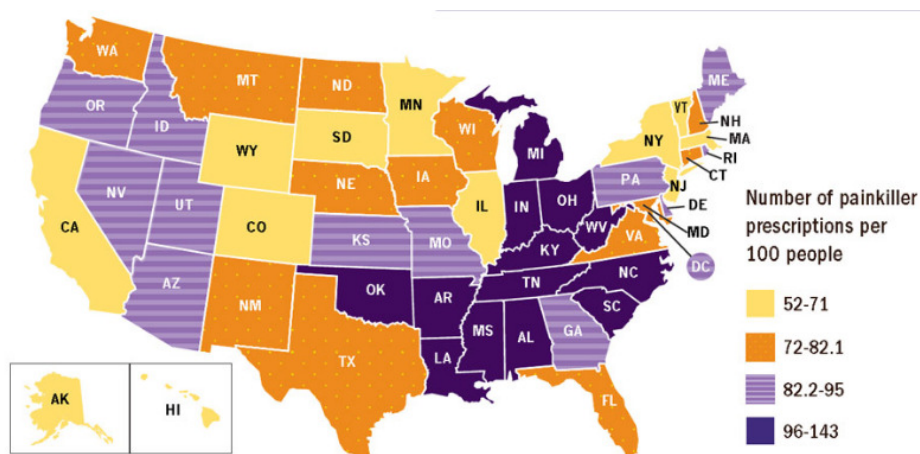 WA
MT
ND
MN
ME
VT
NH
OR
ID
SD
WI
NY
MA
WY
MI
RI
CT
NE
IA
PA
NJ
NV
UT
CO
IL
IN
OH
DE
CA
KS
MO
WV
VA
MD
KY
DC
AZ
NM
OK
AR
TN
NC
SC
MS
AL
GA
TX
LA
FL
AK
HI
Number of painkiller
prescriptions per
100 people
52-71
72-82.1
82.2-95
96-143